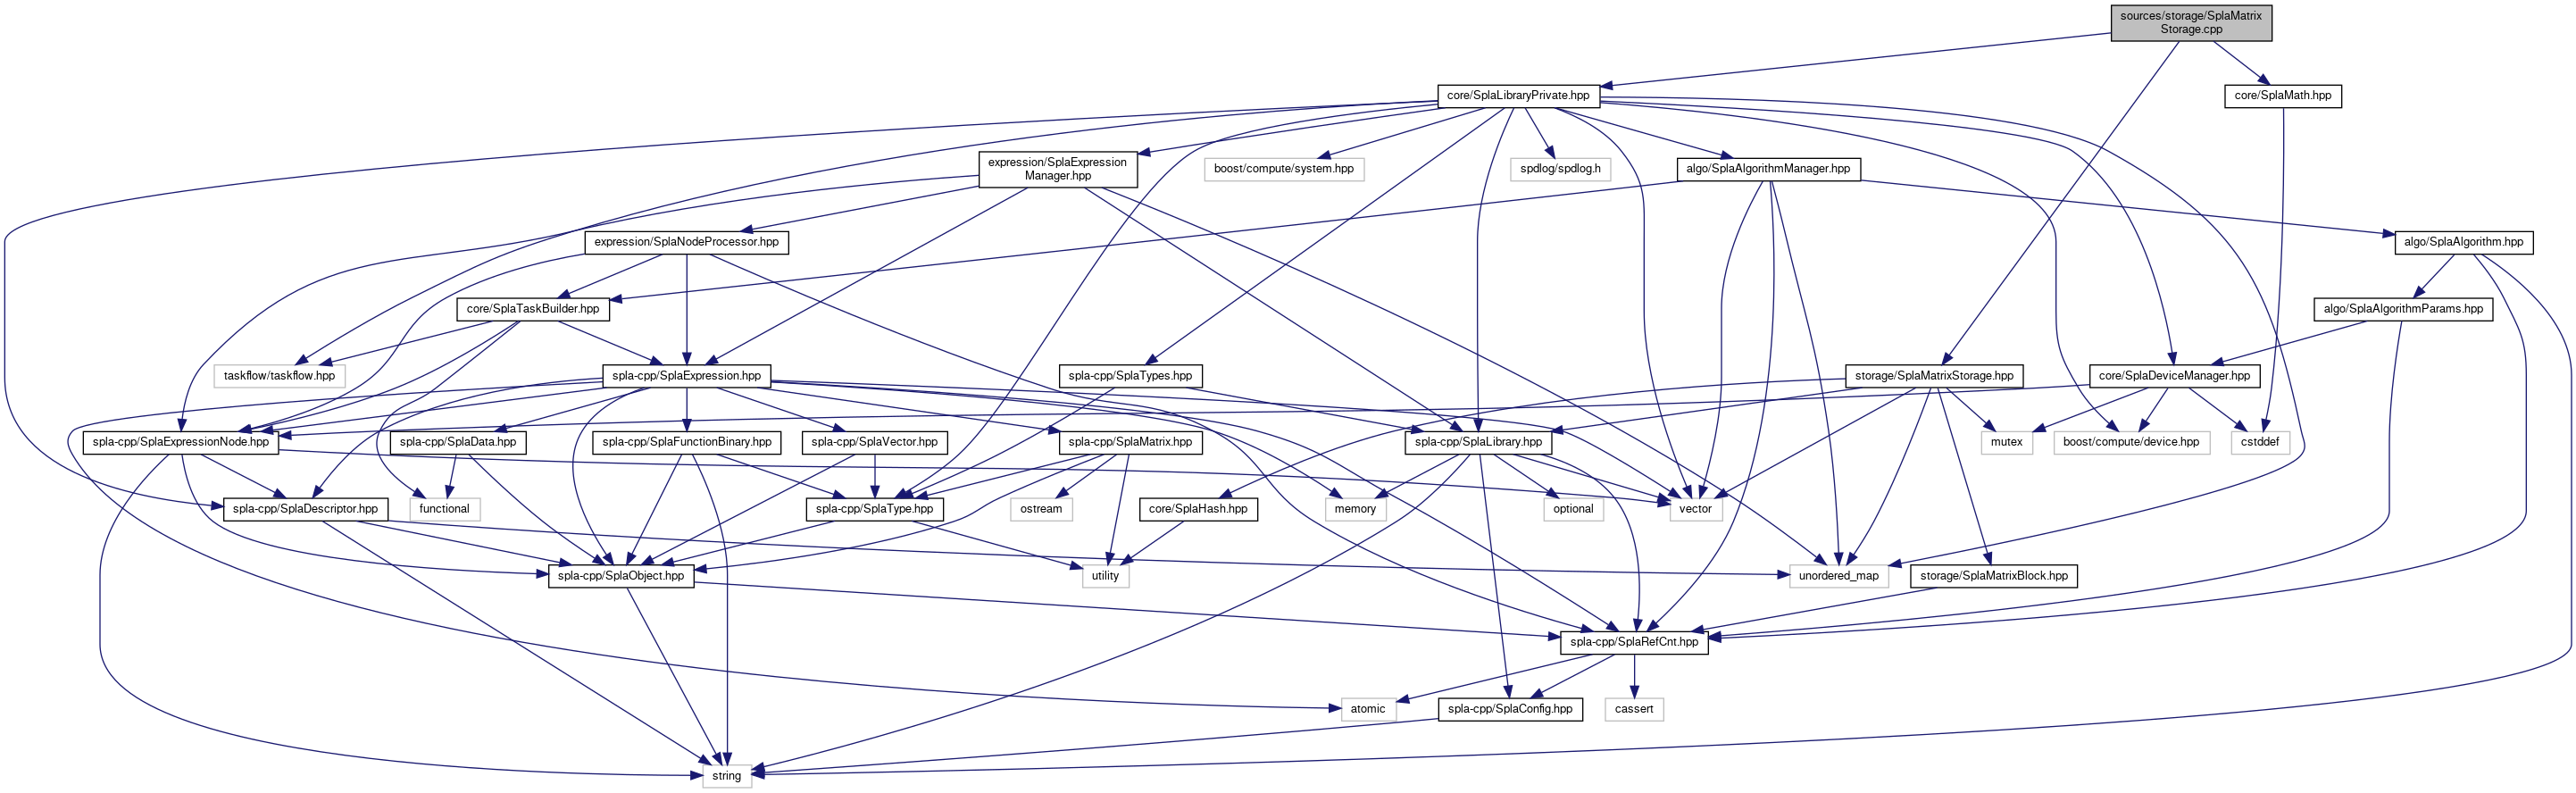 sources/storage/SplaMatrix
Storage.cpp
core/SplaLibraryPrivate.hpp
core/SplaMath.hpp
expression/SplaExpression
Manager.hpp
boost/compute/system.hpp
spdlog/spdlog.h
algo/SplaAlgorithmManager.hpp
expression/SplaNodeProcessor.hpp
algo/SplaAlgorithm.hpp
core/SplaTaskBuilder.hpp
algo/SplaAlgorithmParams.hpp
taskflow/taskflow.hpp
spla-cpp/SplaExpression.hpp
spla-cpp/SplaTypes.hpp
storage/SplaMatrixStorage.hpp
core/SplaDeviceManager.hpp
spla-cpp/SplaExpressionNode.hpp
spla-cpp/SplaData.hpp
spla-cpp/SplaFunctionBinary.hpp
spla-cpp/SplaVector.hpp
spla-cpp/SplaMatrix.hpp
spla-cpp/SplaLibrary.hpp
mutex
boost/compute/device.hpp
cstddef
spla-cpp/SplaDescriptor.hpp
functional
spla-cpp/SplaType.hpp
ostream
core/SplaHash.hpp
memory
optional
vector
spla-cpp/SplaObject.hpp
utility
unordered_map
storage/SplaMatrixBlock.hpp
spla-cpp/SplaRefCnt.hpp
atomic
spla-cpp/SplaConfig.hpp
cassert
string